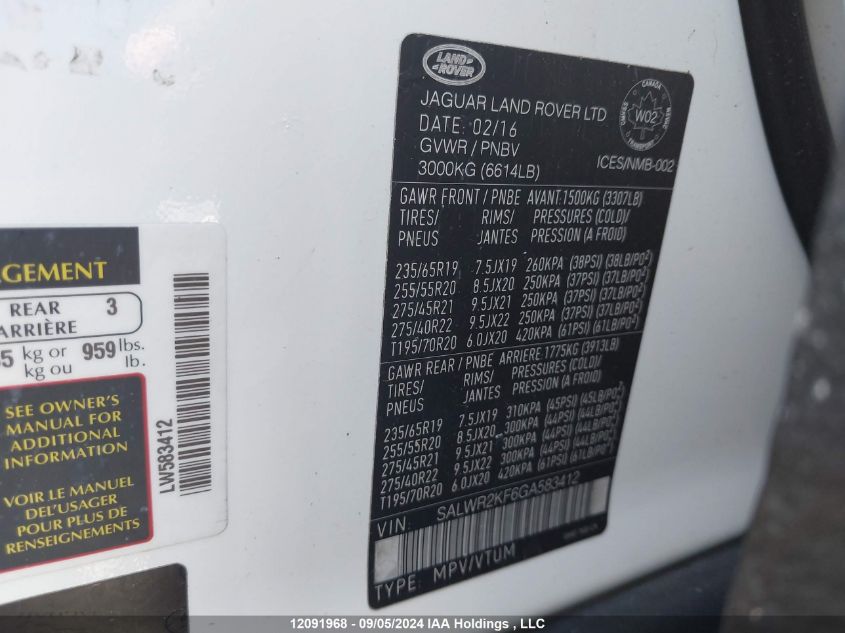 LAND
ROVER
JAGUAR LAND ROVER LTD
DATE: 02/16
GVWR / PNBV
3000KG (6614LB)
CANADA
W02
TRANSPORT
ICES/NMB-002
GAWR FRONT / PNBE AVANT 1500KG (3307LB)
TIRES/ RIMS/ PRESSURES (COLD)/
PNEUS JANTES PRESSION (A FROID)
235/65R19 7.5JX19 260KPA (38PSI) (38LB/PO²)
255/55R20 8.5JX20 250KPA (37PSI) (37LB/PO²)
275/45R21 9.5JX21 250KPA (37PSI) (37LB/PO²)
275/40R22 9.5JX22 250KPA (37PSI) (37LB/PO²)
T195/70R20 6.0JX20 420KPA (61PSI) (61LB/PO²)
GAWR REAR / PNBE ARRIERE 1775KG (3913LB)
TIRES/ RIMS/ PRESSURES (COLD)/
PNEUS JANTES PRESSION (A FROID)
235/65R19 7.5JX19 310KPA (45PSI) (45LB/PO²)
255/55R20 8.5JX20 300KPA (44PSI) (44LB/PO²)
275/45R21 9.5JX21 300KPA (44PSI) (44LB/PO²)
275/40R22 9.5JX22 300KPA (44PSI) (44LB/PO²)
T195/70R20 6.0JX20 420KPA (61PSI) (61LB/PO²)
VIN: SALWR2KF6GA583412
TYPE: MPV/VTUM
AGEMENT
REAR 3
ARRIÈRE
5 kg or 959 lbs.
kg ou lb.
SEE OWNER'S
MANUAL FOR
ADDITIONAL
INFORMATION
VOIR LE MANUEL
DEL'USAGER
POUR PLUS DE
RENSEIGNEMENTS
LW583412
12091968 - 09/05/2024 IAA Holdings , LLC